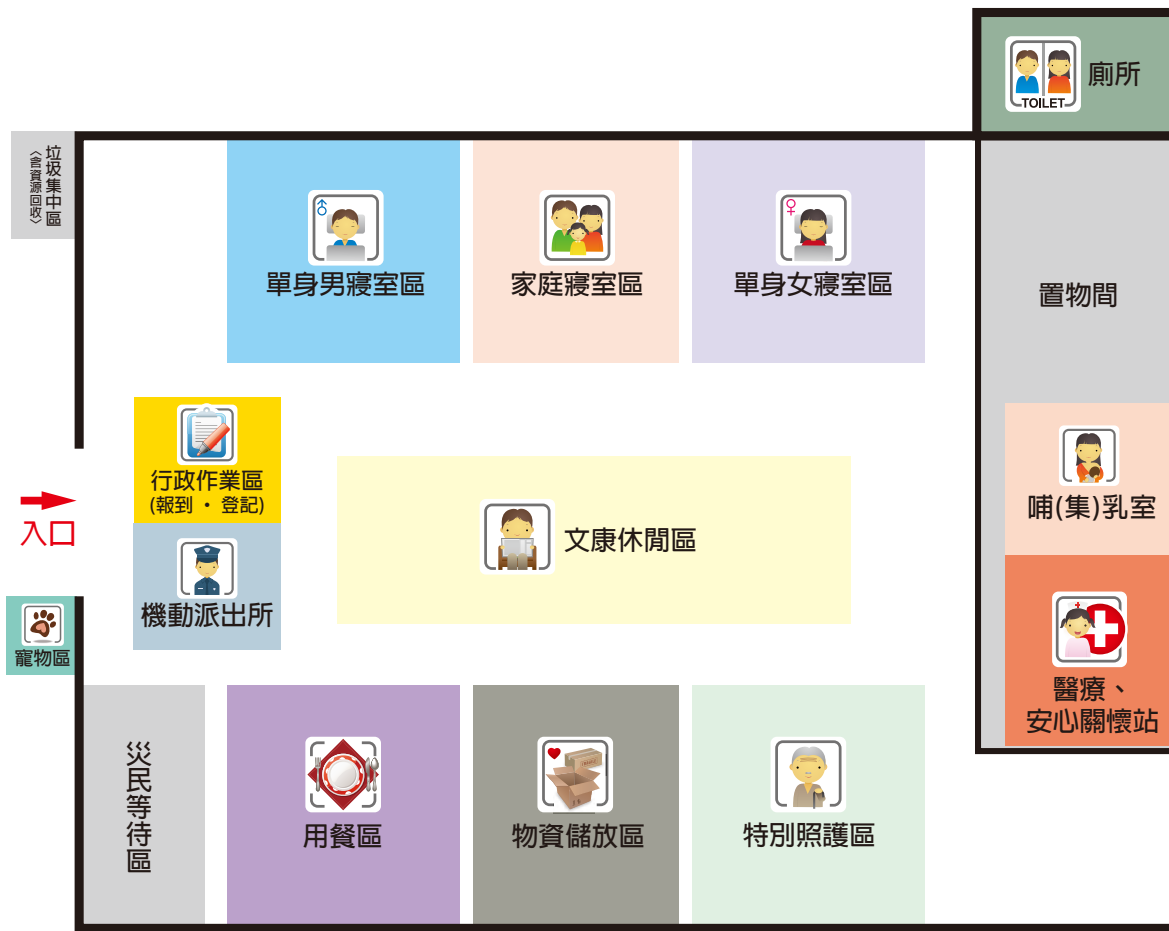 TOILET
廁所
垃圾集中區
〈含資源回收〉
單身男寢室區
家庭寢室區
單身女寢室區
置物間
行政作業區
(報到 · 登記)
入口
文康休閒區
哺(集)乳室
機動派出所
寵物區
醫療、
安心關懷站
災民等待區
用餐區
物資儲放區
特別照護區